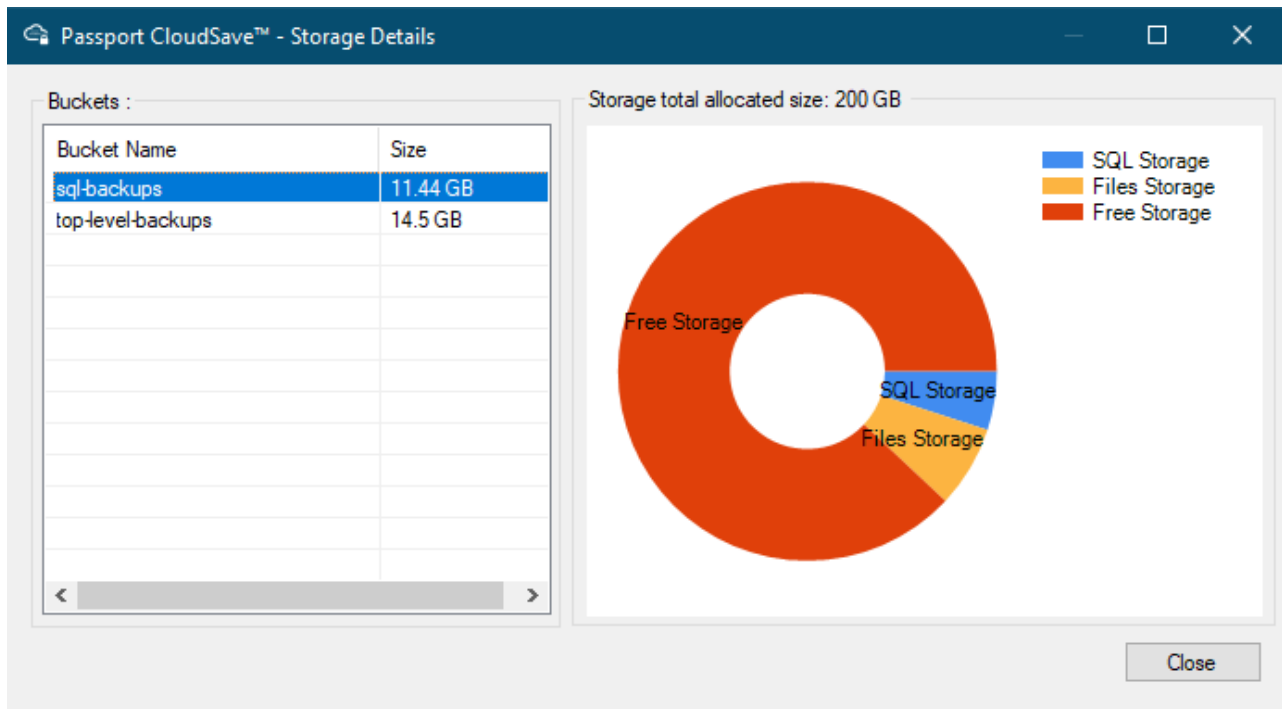 Passport CloudSave™ - Storage Details
Buckets :
Bucket Name Size
sql-backups 11.44 GB
top-level-backups 14.5 GB
Storage total allocated size: 200 GB
SQL Storage
Files Storage
Free Storage
Free Storage
SQL Storage
Files Storage
Close